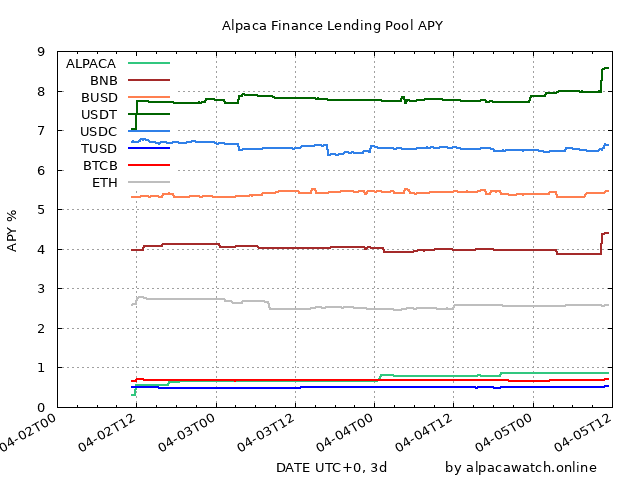 Alpaca Finance Lending Pool APY
APY %
9
8
7
6
5
4
3
2
1
0
ALPACA
BNB
BUSD
USDT
USDC
TUSD
BTCB
ETH
04-02T00
04-02T12
04-03T00
04-03T12
04-04T00
04-04T12
04-05T00
04-05T12
DATE UTC+0, 3d
by alpacawatch.online